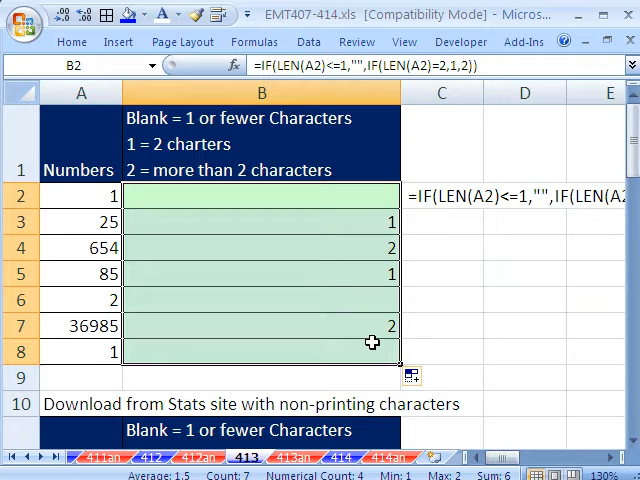 EMT407-414.xls [Compatibility Mode] - Micros...
Home Insert Page Layout Formulas Data Review View Developer Add-Ins
B2 fx =IF(LEN(A2)<=1,"",IF(LEN(A2)=2,1,2))
A B C D E
1 Numbers
Blank = 1 or fewer Characters
1 = 2 charters
2 = more than 2 characters
2 1 =IF(LEN(A2)<=1,"",IF(LEN(A2
3 25 1
4 654 2
5 85 1
6 2
7 36985 2
8 1
9
10 Download from Stats site with non-printing characters
Blank = 1 or fewer Characters
411an 412 412an 413 413an 414 414an
Average: 1.5 Count: 7 Numerical Count: 4 Min: 1 Max: 2 Sum: 6 130%